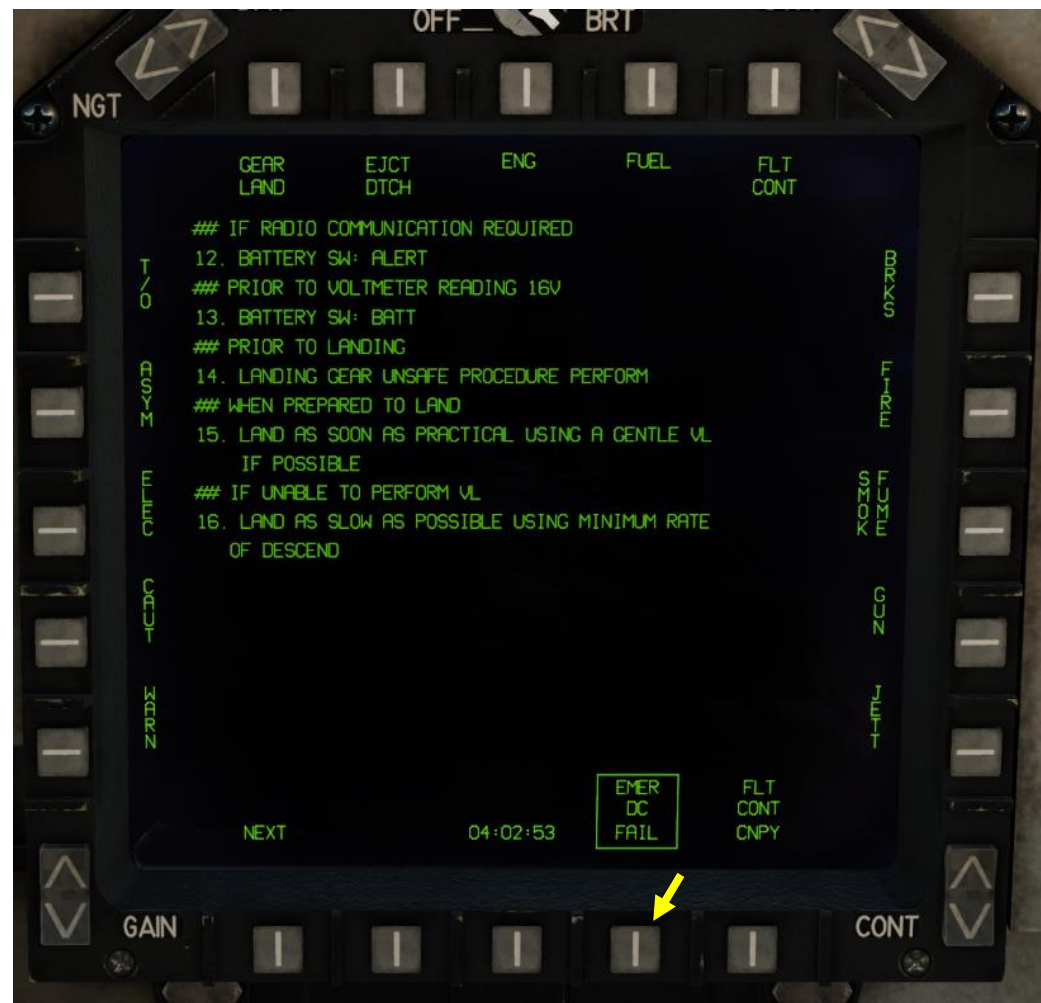 OFF BRT
NGT
GEAR LAND
EJCT DTCH
ENG
FUEL
FLT CONT
## IF RADIO COMMUNICATION REQUIRED
12. BATTERY SW: ALERT
## PRIOR TO VOLTMETER READING 16V
13. BATTERY SW: BATT
## PRIOR TO LANDING
14. LANDING GEAR UNSAFE PROCEDURE PERFORM
## WHEN PREPARED TO LAND
15. LAND AS SOON AS PRACTICAL USING A GENTLE VL
IF POSSIBLE
## IF UNABLE TO PERFORM VL
16. LAND AS SLOW AS POSSIBLE USING MINIMUM RATE
OF DESCEND
T/O
ASYM
ELEC
CAUT
WARN
BRKS
FIRE
SMOK FUME
GUN
JETT
NEXT
04:02:53
EMER DC FAIL
FLT CONT CNPY
GAIN
CONT